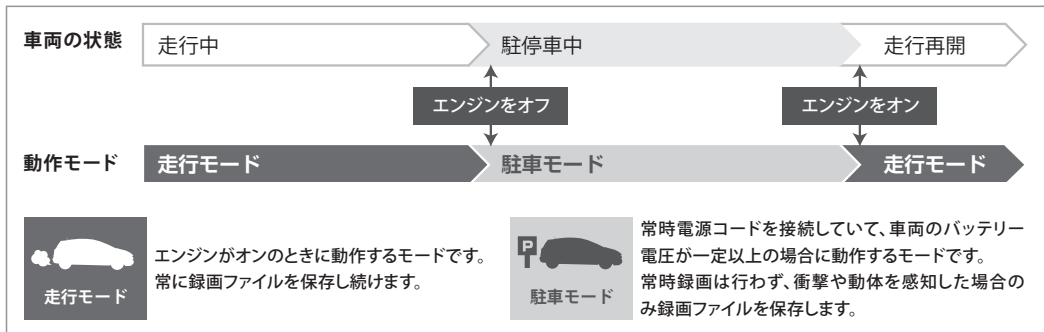 車両の状態 走行中 駐停車中 走行再開
エンジンをオフ エンジンをオン
動作モード 走行モード 駐車モード 走行モード
エンジンがオンのときに動作するモードです。
常に録画ファイルを保存し続けます。
走行モード
P
駐車モード
常時電源コードを接続していて、車両のバッテリー
電圧が一定以上の場合に動作するモードです。
常時録画は行わず、衝撃や動体を感知した場合の
み録画ファイルを保存します。